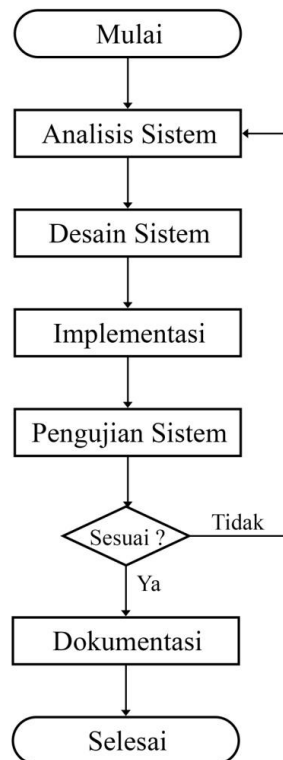 Mulai
Analisis Sistem
Desain Sistem
Implementasi
Pengujian Sistem
Sesuai ?
Tidak
Ya
Dokumentasi
Selesai